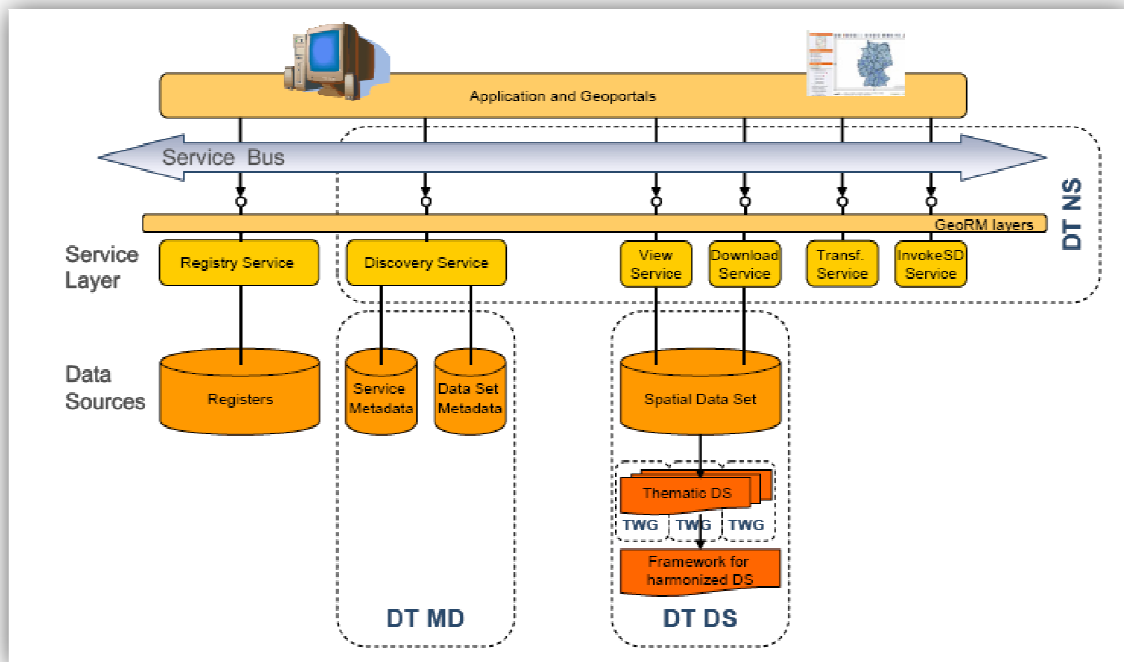 Application and Geoportals
Service Bus
DT NS
GeoRM layers
Service
Layer
Registry Service
Discovery Service
View
Service
Download
Service
Transf.
Service
InvokeSD
Service
Data
Sources
Registers
Service
Metadata
Data Set
Metadata
Spatial Data Set
Thematic DS
TWG
TWG
TWG
Framework for
harmonized DS
DT MD
DT DS